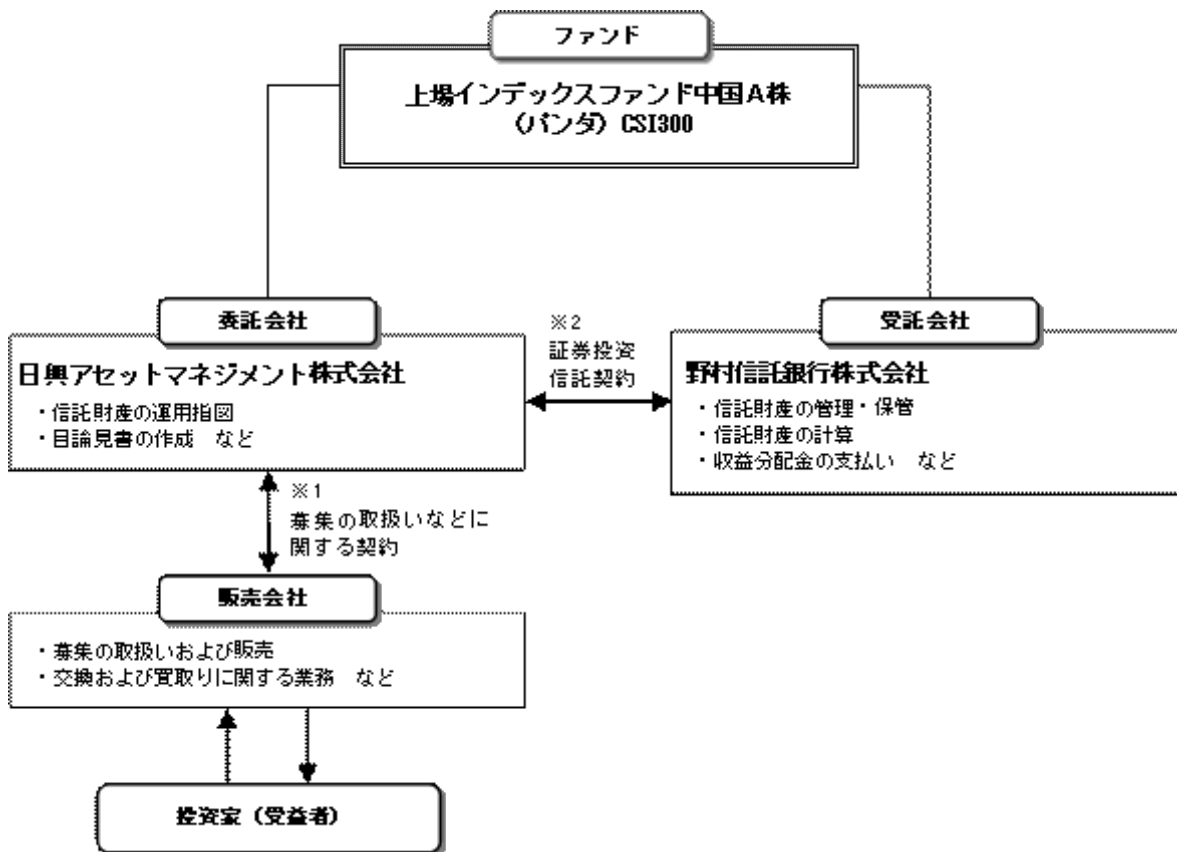 ファンド
上場インデックスファンド中国A株
(パンダ) CSI300
委託会社
日興アセットマネジメント株式会社
・信託財産の運用指図
・目論見書の作成 など
※2
証券投資
信託契約
受託会社
野村信託銀行株式会社
・信託財産の管理・保管
・信託財産の計算
・収益分配金の支払い など
※1
募集の取扱いなどに
関する契約
販売会社
・募集の取扱いおよび販売
・交換および買取りに関する業務 など
投資家(受益者)